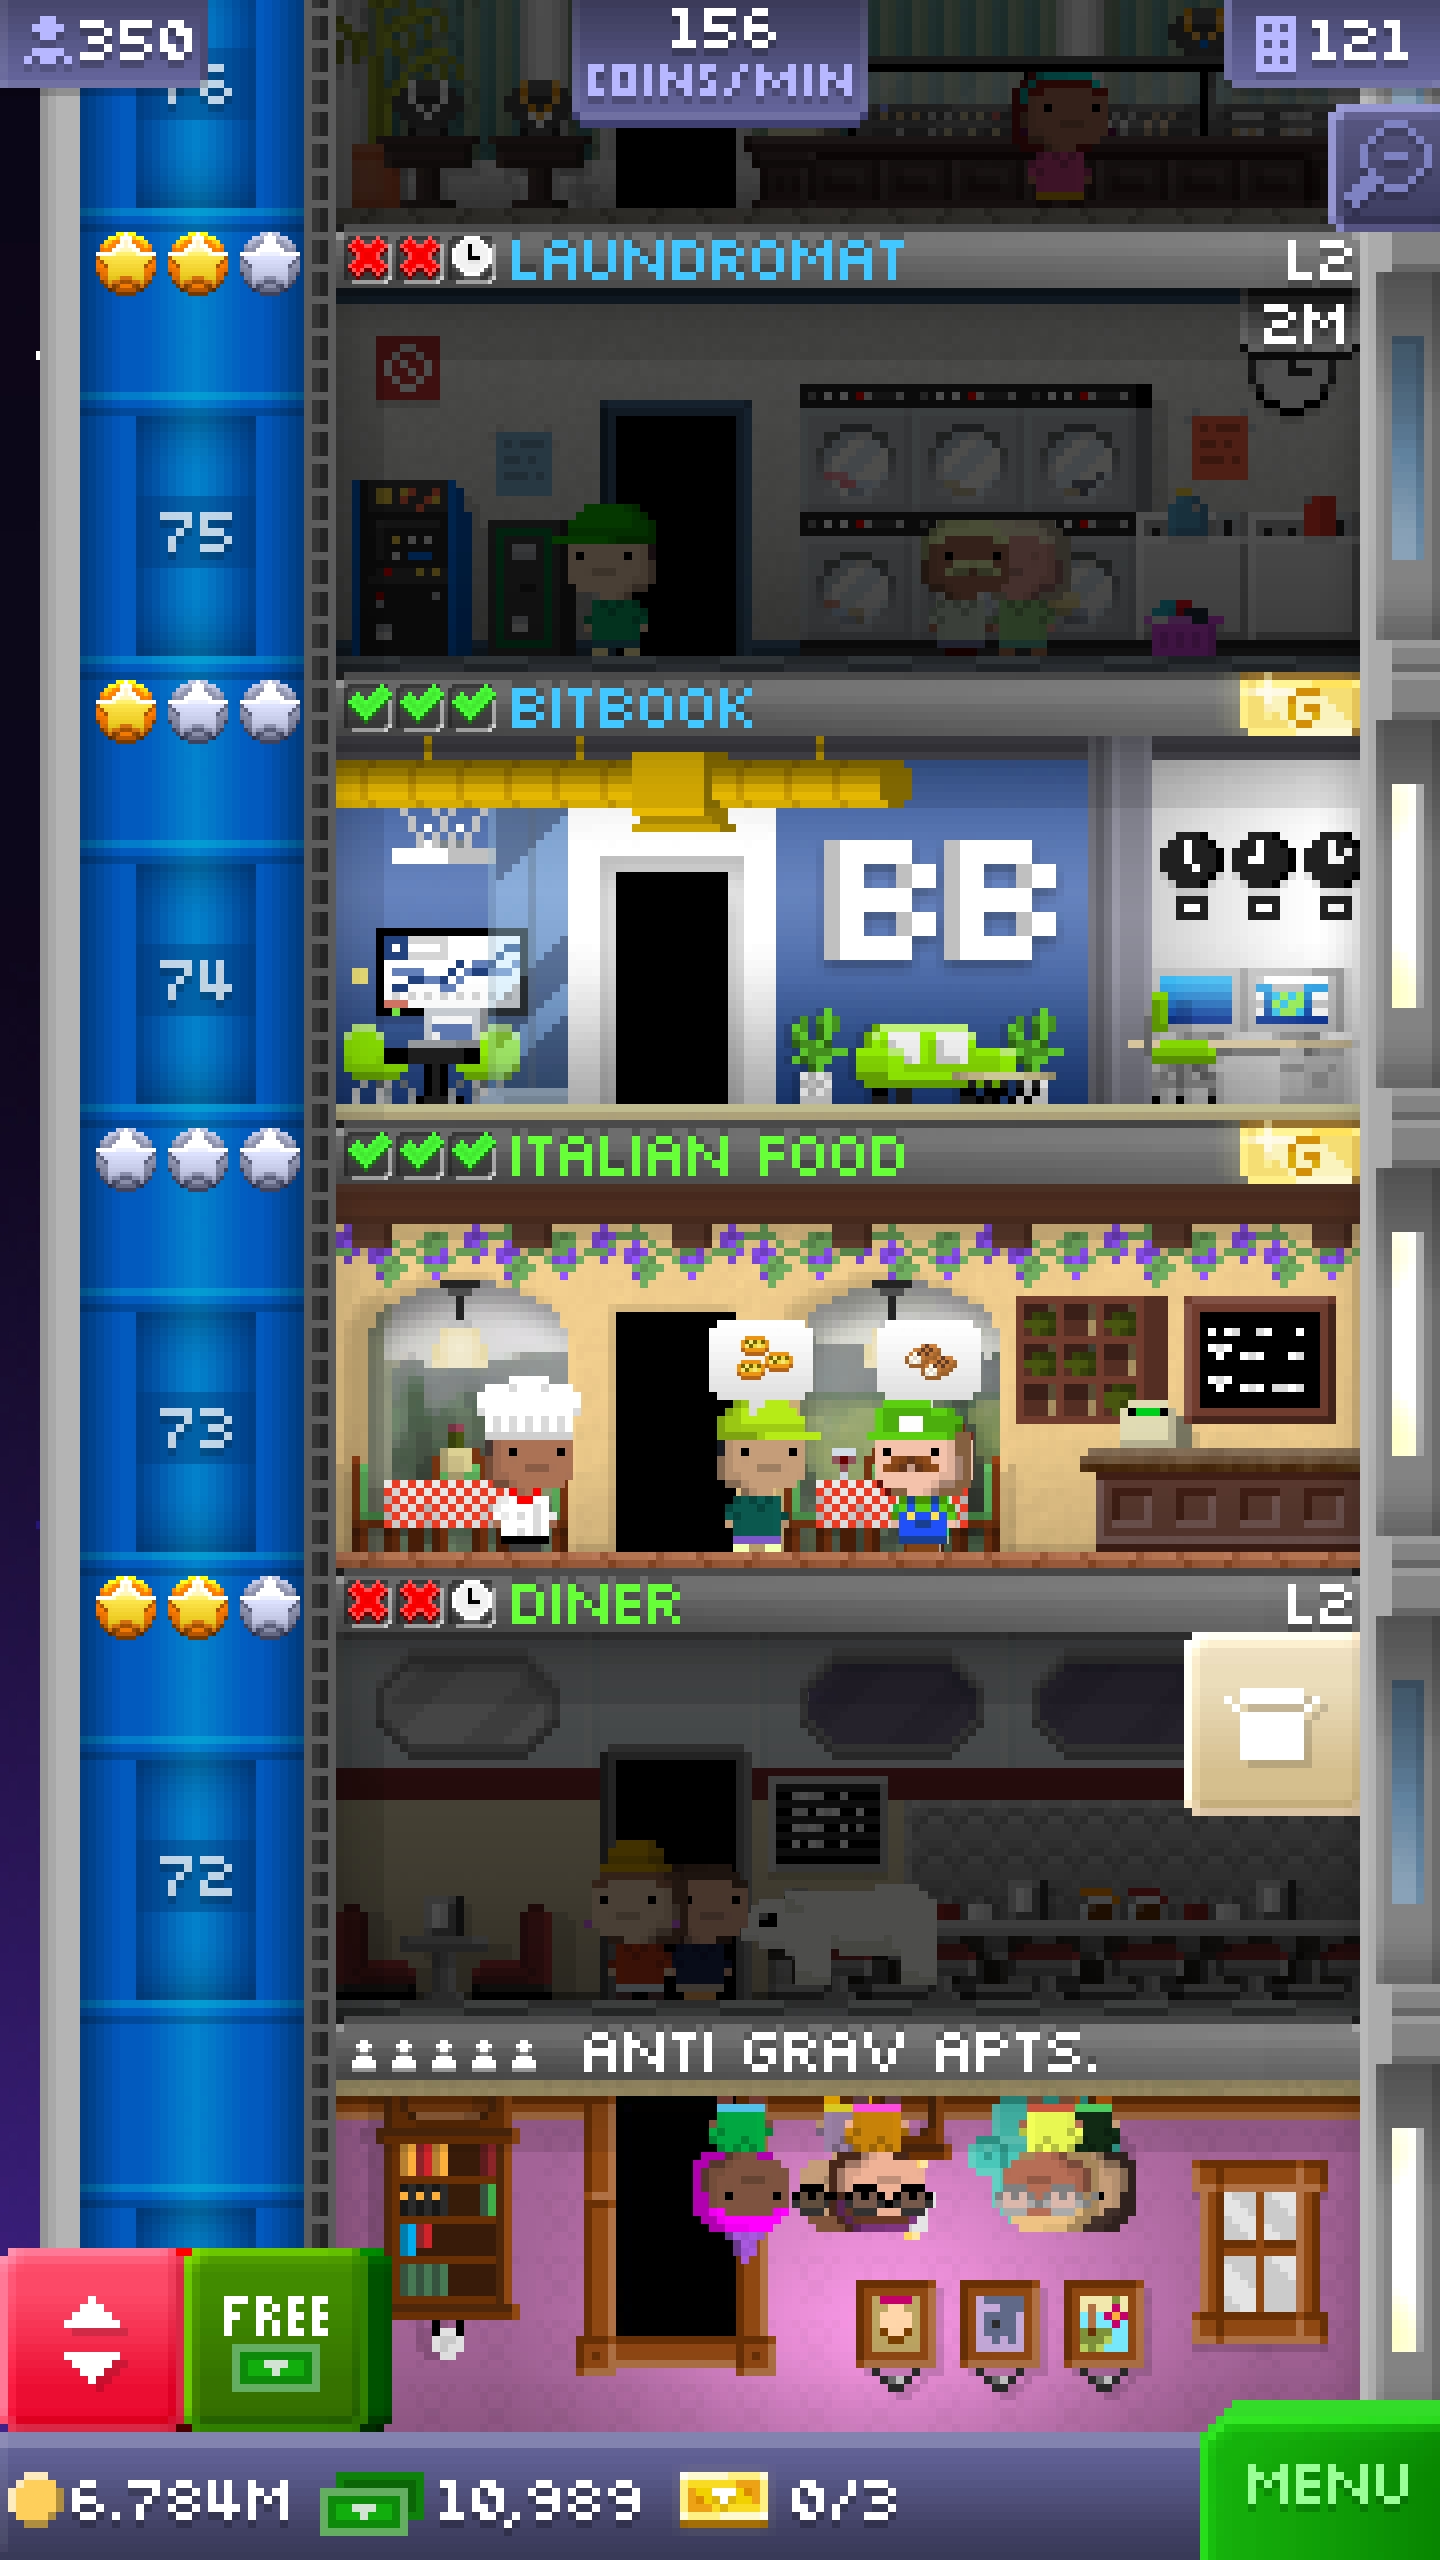 350
156
COINS/MIN
121
76
LAUNDROMAT
L2
2M
75
BITBOOK
G
BB
74
ITALIAN FOOD
G
73
DINER
L2
72
ANTI GRAV APTS.
FREE
6.784M
10,989
0/3
MENU